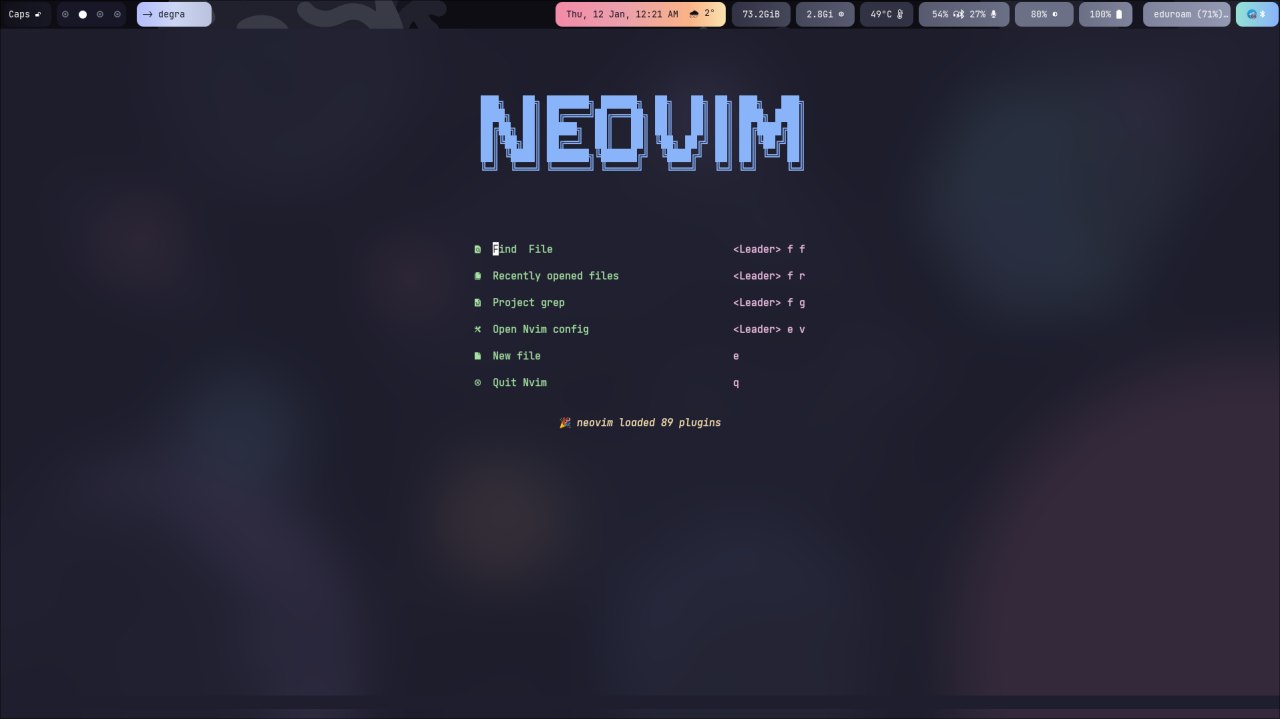 Caps
degra
Thu, 12 Jan, 12:21 AM 2°
73.2GiB
2.8Gi
49°C
54% 27%
80%
100%
eduroam (71%)…
NEOVIM
Find File <Leader> f f
Recently opened files <Leader> f r
Project grep <Leader> f g
Open Nvim config <Leader> e v
New file e
Quit Nvim q
neovim loaded 89 plugins